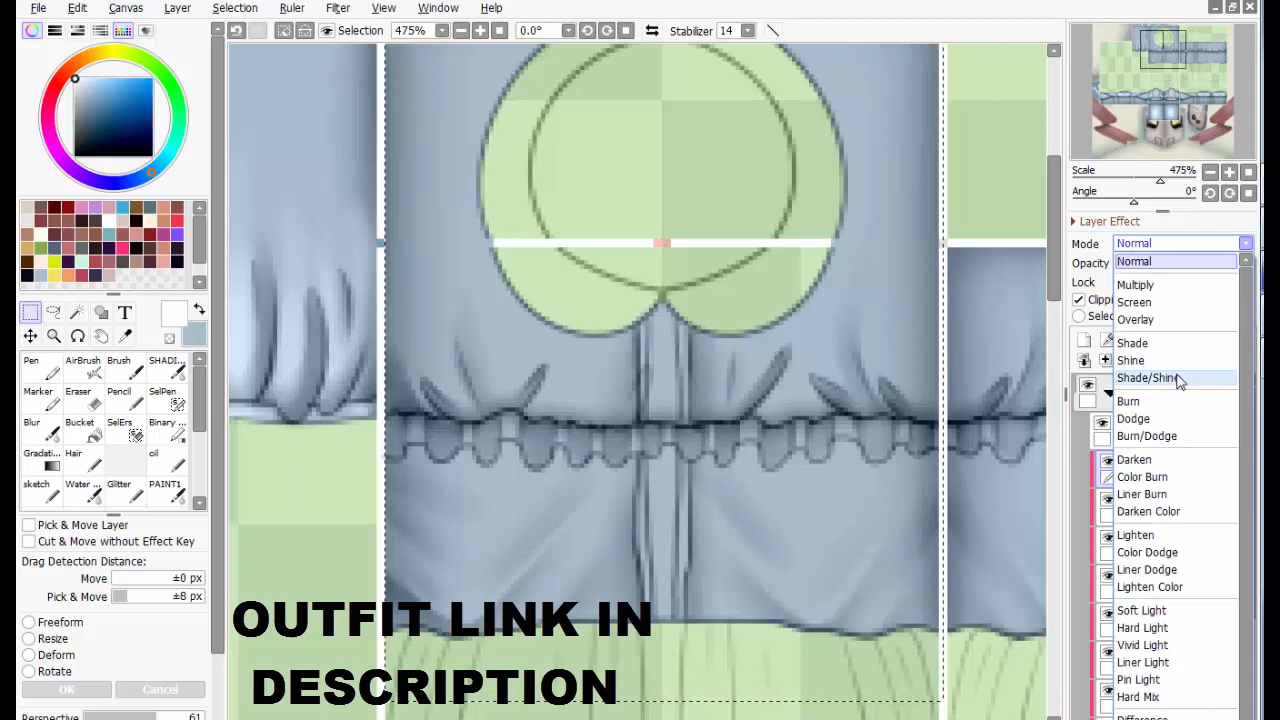 File Edit Canvas Layer Selection Ruler Filter View Window Help
Selection 475% 0.0° Stabilizer 14
Scale 475%
Angle 0°
Layer Effect
Mode Normal
Opacity
Lock
Normal
Multiply
Screen
Overlay
Shade
Shine
Shade/Shine
Burn
Dodge
Burn/Dodge
Darken
Color Burn
Liner Burn
Darken Color
Lighten
Color Dodge
Liner Dodge
Lighten Color
Soft Light
Hard Light
Vivid Light
Liner Light
Pin Light
Hard Mix
T
Pen AirBrush Brush SHADI...
Marker Eraser Pencil SelPen
Blur Bucket SelErs Binary ...
Gradati... Hair oil
sketch Water ... Glitter PAINT1
Pick & Move Layer
Cut & Move without Effect Key
Drag Detection Distance:
Move ±0 px
Pick & Move ±8 px
Freeform
Resize
Deform
Rotate
OK Cancel
Perspective 61
OUTFIT LINK IN
DESCRIPTION